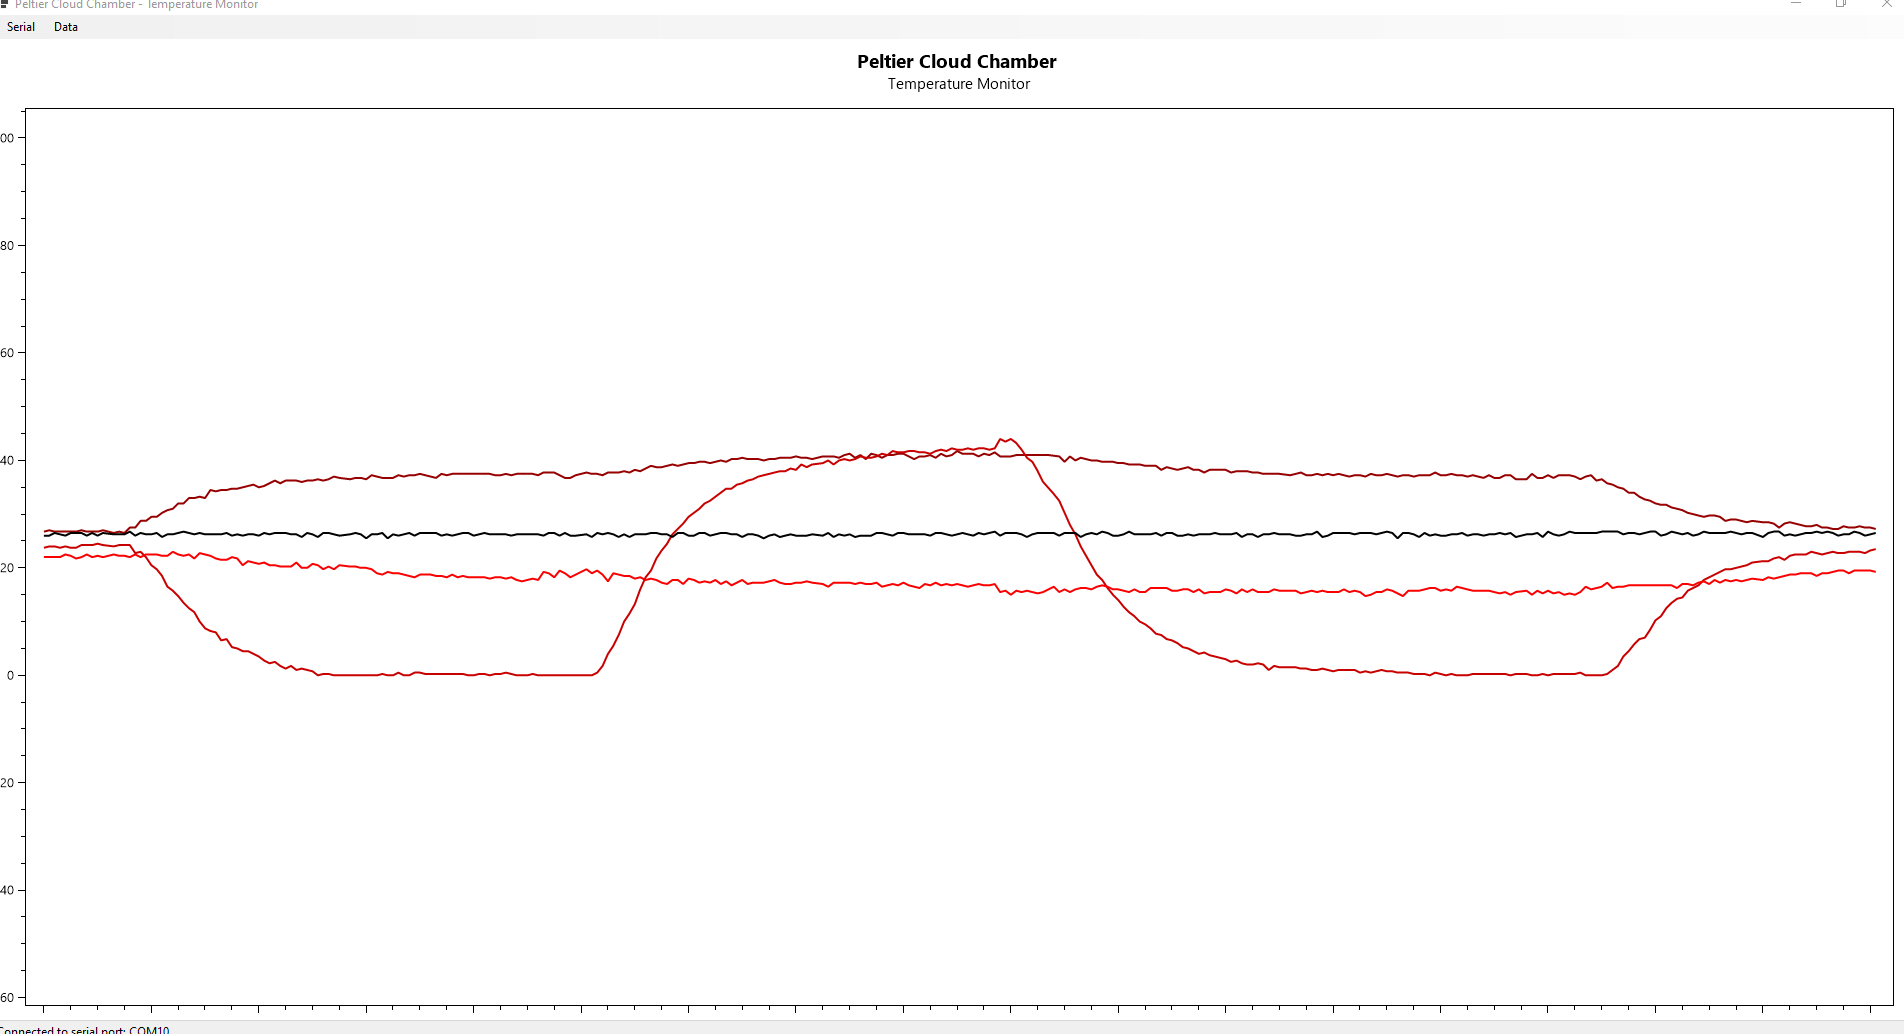 Peltier Cloud Chamber - Temperature Monitor
Serial Data
Peltier Cloud Chamber
Temperature Monitor
00
80
60
40
20
0
20
40
60
Connected to serial port: COM10